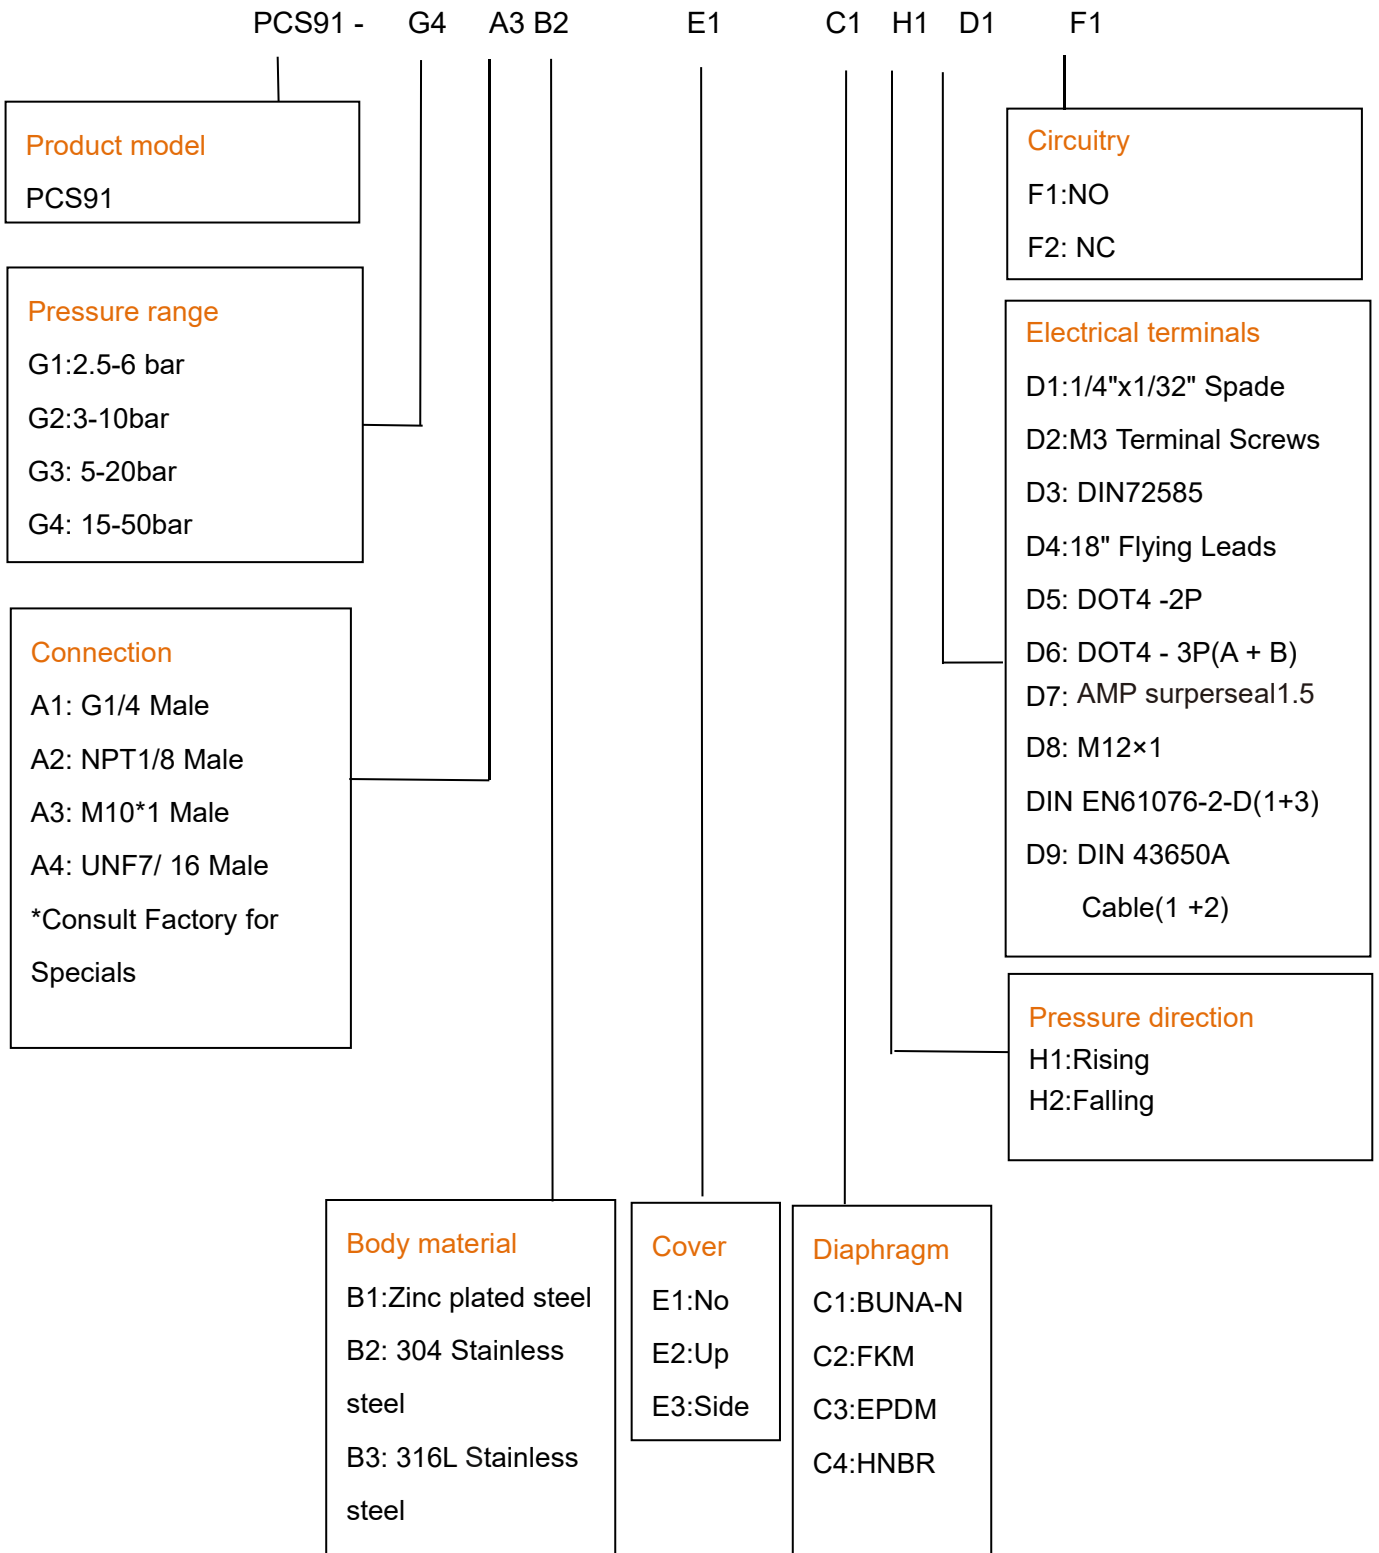 PCS91 - G4 A3 B2 E1 C1 H1 D1 F1
Product model
PCS91
Pressure range
G1:2.5-6 bar
G2:3-10bar
G3: 5-20bar
G4: 15-50bar
Connection
A1: G1/4 Male
A2: NPT1/8 Male
A3: M10*1 Male
A4: UNF7/ 16 Male
*Consult Factory for
Specials
Circuitry
F1:NO
F2: NC
Electrical terminals
D1:1/4"x1/32" Spade
D2:M3 Terminal Screws
D3: DIN72585
D4:18" Flying Leads
D5: DOT4 -2P
D6: DOT4 - 3P(A + B)
D7: AMP surperseal1.5
D8: M12×1
DIN EN61076-2-D(1+3)
D9: DIN 43650A
Cable(1 +2)
Pressure direction
H1:Rising
H2:Falling
Body material
B1:Zinc plated steel
B2: 304 Stainless
steel
B3: 316L Stainless
steel
Cover
E1:No
E2:Up
E3:Side
Diaphragm
C1:BUNA-N
C2:FKM
C3:EPDM
C4:HNBR